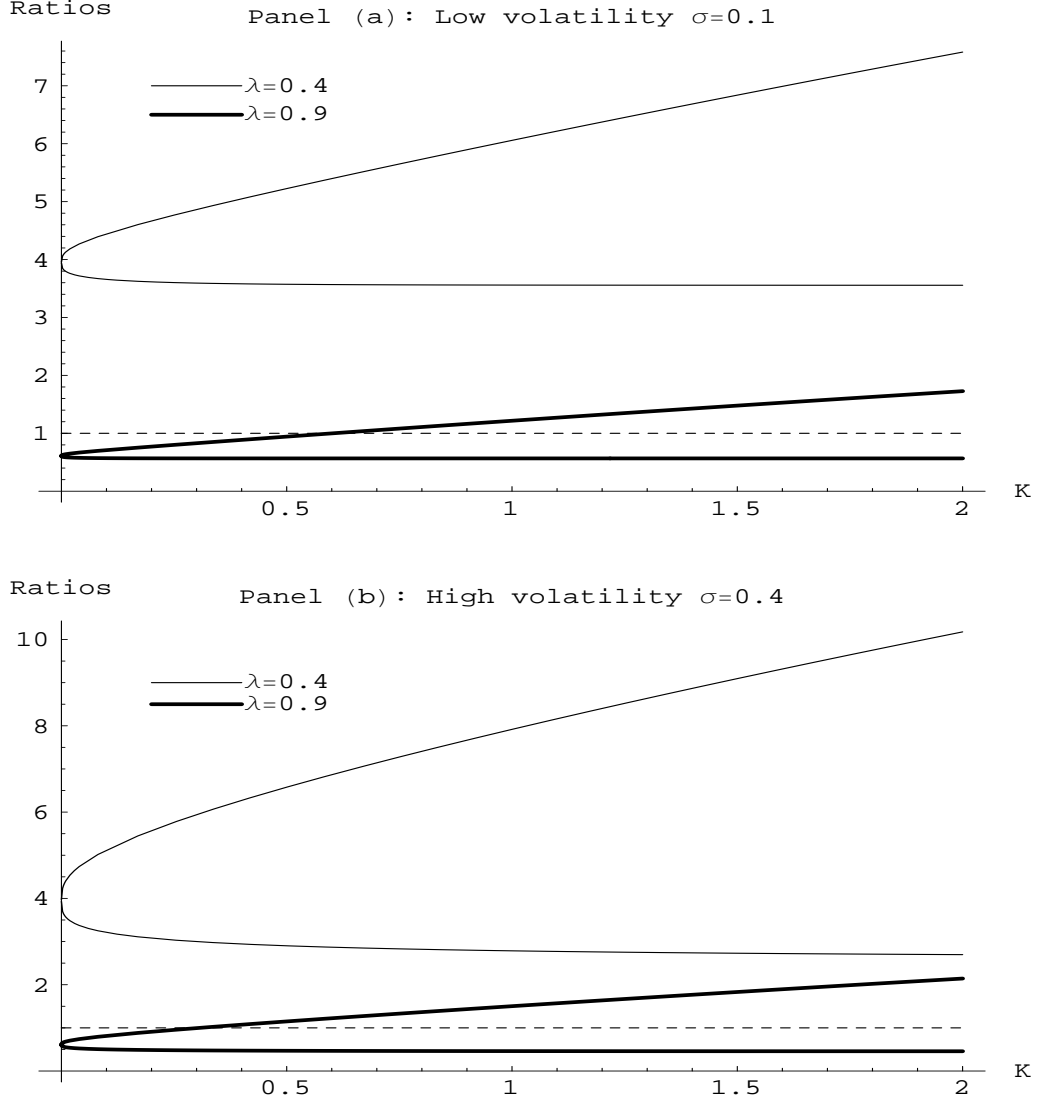 Ratios
Panel (a): Low volatility σ=0.1
7
λ=0.4
λ=0.9
6
5
4
3
2
1
0.5 1 1.5 2 K
Ratios
Panel (b): High volatility σ=0.4
10
λ=0.4
λ=0.9
8
6
4
2
0.5 1 1.5 2 K